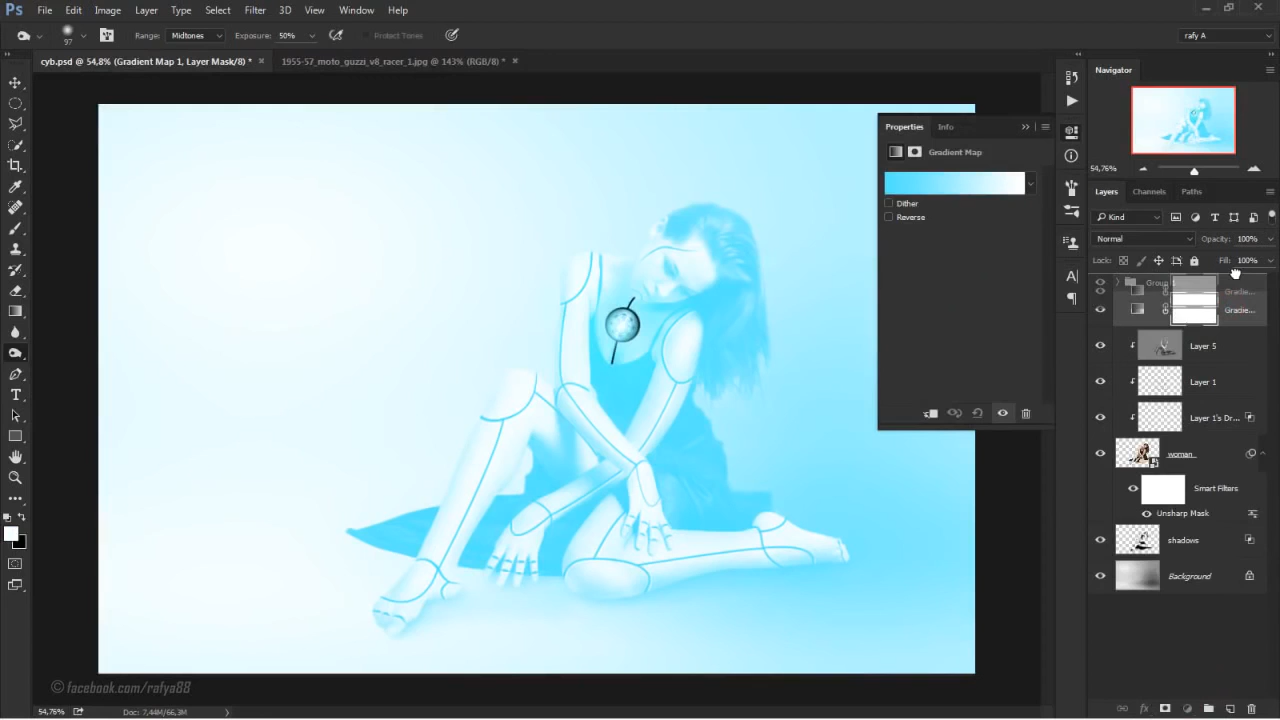 Ps File Edit Image Layer Type Select Filter 3D View Window Help
97 Range: Midtones Exposure: 50% Protect Tones rafy A
cyb.psd @ 54,8% (Gradient Map 1, Layer Mask/8) * × 1955-57_moto_guzzi_v8_racer_1.jpg @ 143% (RGB/8) * ×
Navigator
Properties Info
Gradient Map
54,76%
Layers Channels Paths
Dither
Reverse
Kind
Normal Opacity: 100%
Lock: Fill: 100%
Group
Gradie...
Gradie...
Layer 5
Layer 1
Layer 1's Dr...
woman
Smart Filters
Unsharp Mask
shadows
Background
© facebook.com/rafya88
54,76% Doc: 7,44M/66,3M